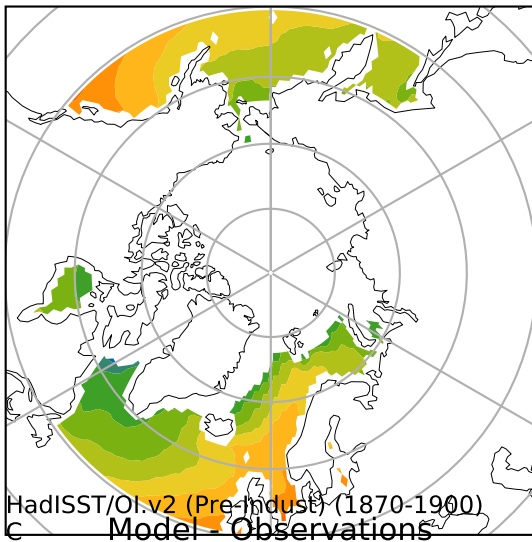 HadISST/OI.v2 (Pre-Indust) (1870-1900)
C Model - Observations